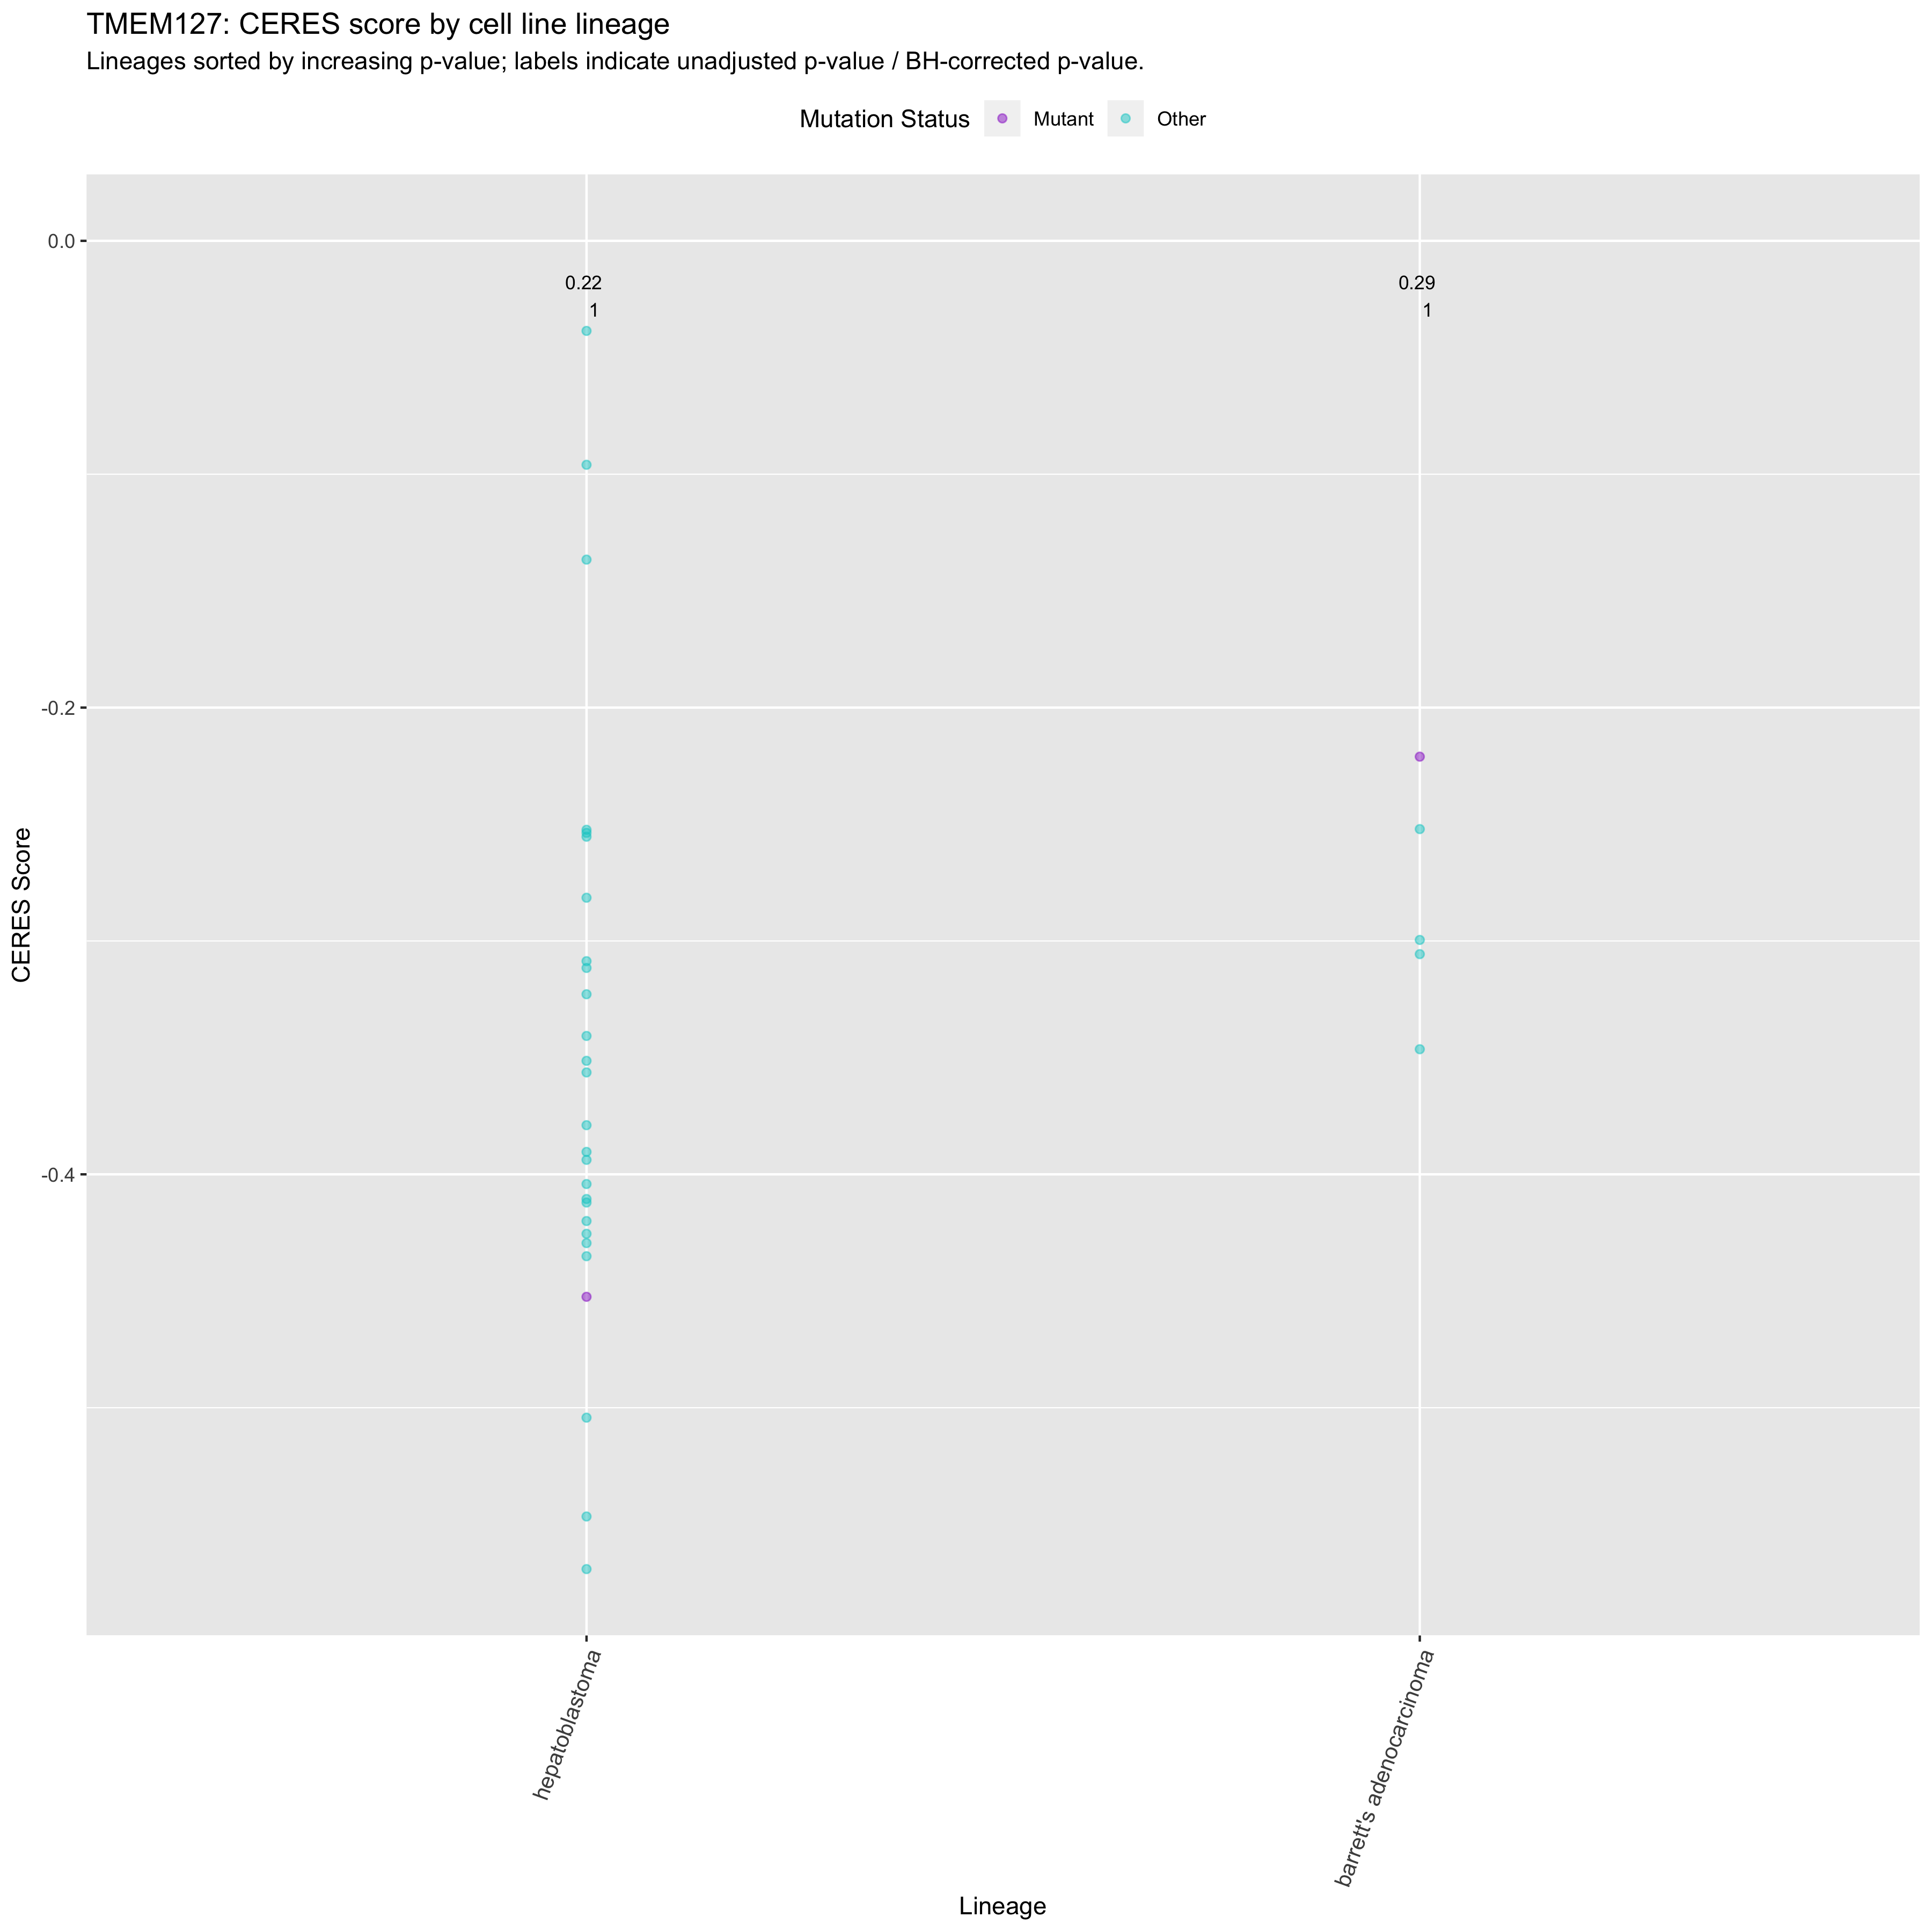 TMEM127: CERES score by cell line lineage
Lineages sorted by increasing p-value; labels indicate unadjusted p-value / BH-corrected p-value.
Mutation Status Mutant Other
0.0
0.22 0.29
1 1
-0.2
CERES Score
-0.4
hepatoblastoma barrett's adenocarcinoma
Lineage